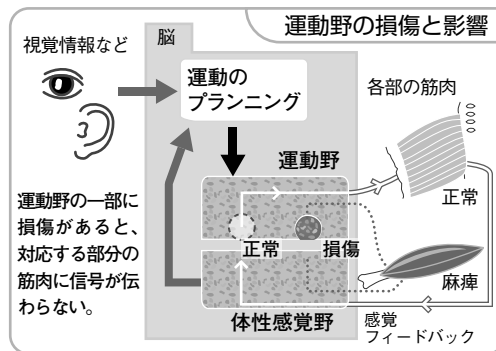 運動野の損傷と影響
視覚情報など
脳
運動の
プランニング
各部の筋肉
運動野
正常
運動野の一部に
損傷があると、
対応する部分の
筋肉に信号が伝
わらない。
正常
損傷
麻痺
体性感覚野
感覚
フィードバック